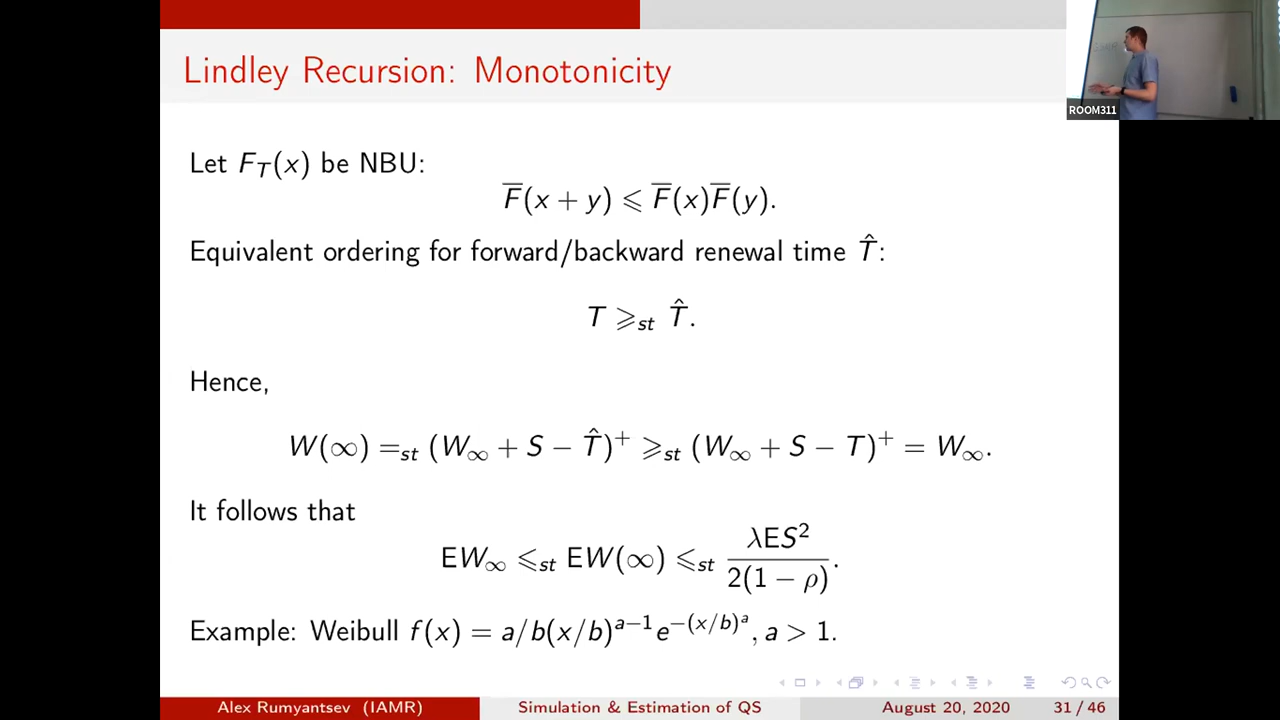 Lindley Recursion: Monotonicity
ROOM311
Let F_T(x) be NBU:
F̅(x + y) ⩽ F̅(x)F̅(y).
Equivalent ordering for forward/backward renewal time T̂:
T ⩾_st T̂.
Hence,
W(∞) =_st (W_∞ + S − T̂)⁺ ⩾_st (W_∞ + S − T)⁺ = W_∞.
It follows that
EW_∞ ⩽_st EW(∞) ⩽_st λES² / 2(1 − ρ).
Example: Weibull f(x) = a/b(x/b)^{a−1}e^{−(x/b)^a}, a > 1.
Alex Rumyantsev (IAMR) Simulation & Estimation of QS August 20, 2020 31 / 46